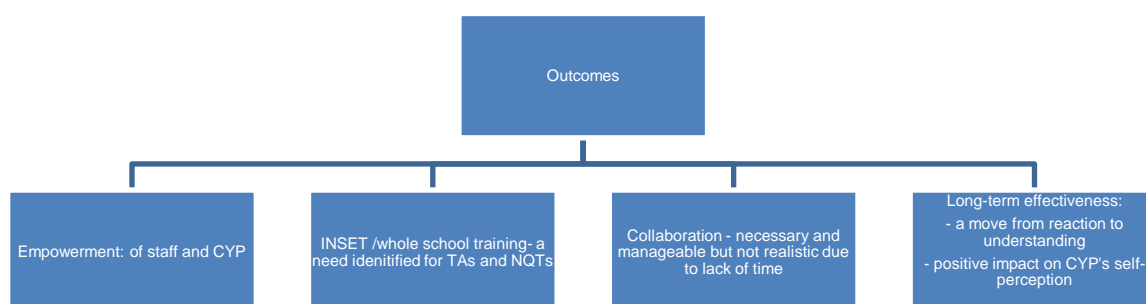 Outcomes
Empowerment: of staff and CYP
INSET /whole school training- a
need idenitified for TAs and NQTs
Collaboration - necessary and
manageable but not realistic due
to lack of time
Long-term effectiveness:
- a move from reaction to
understanding
- positive impact on CYP's self-
perception